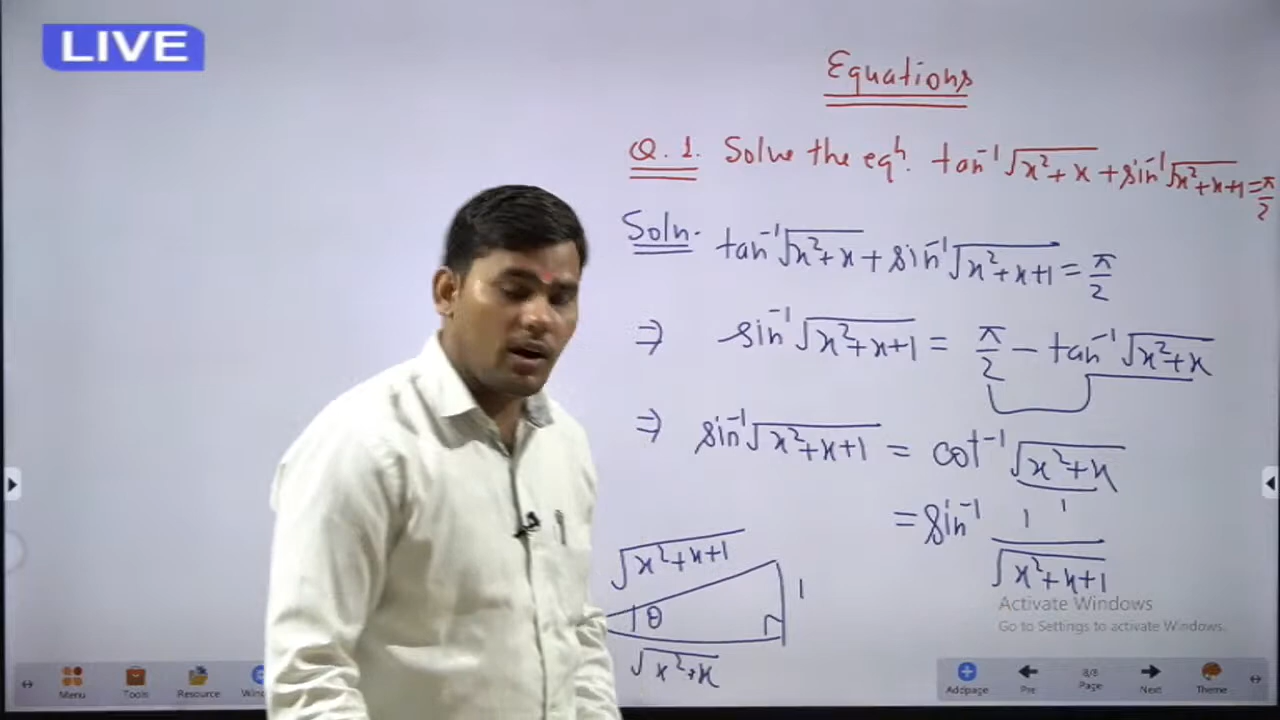 LIVE
Equations
Q.1. Solve the eqⁿ. tan⁻¹√(x²+x) + sin⁻¹√(x²+x+1) = π/2
Soln. tan⁻¹√(x²+x) + sin⁻¹√(x²+x+1) = π/2
⇒ sin⁻¹√(x²+x+1) = π/2 − tan⁻¹√(x²+x)
⇒ sin⁻¹√(x²+x+1) = cot⁻¹√(x²+x)
= sin⁻¹ 1/√(x²+x+1)
√(x²+x+1)
1
θ
√(x²+x)
Activate Windows
Go to Settings to activate Windows.
Menu Tools Resource Addpage Pre 8/8 Page Next Theme